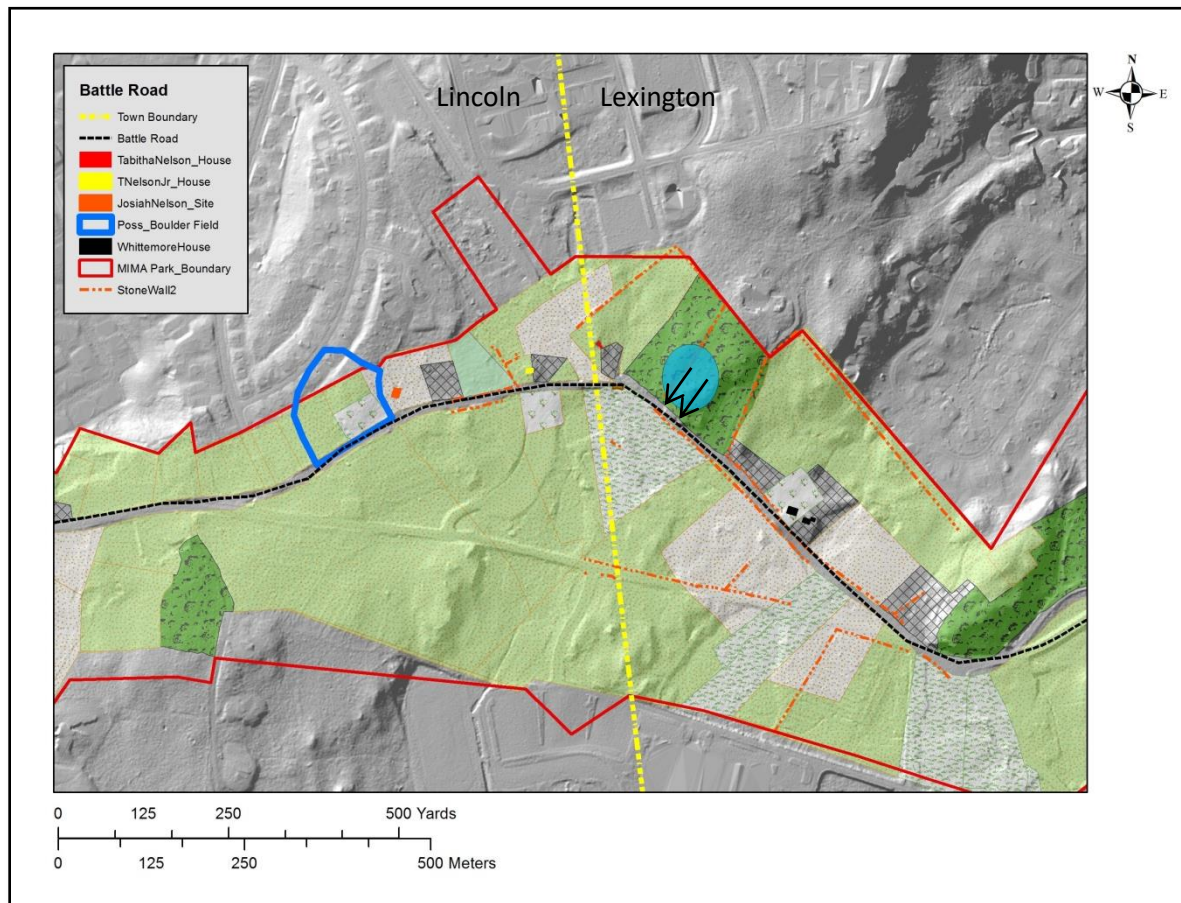 Lincoln Lexington
N
W E
S
Battle Road
Town Boundary
Battle Road
TabithaNelson_House
TNelsonJr_House
JosiahNelson_Site
Poss_Boulder Field
WhittemoreHouse
MIMA Park_Boundary
StoneWall2
0 125 250 500 Yards
0 125 250 500 Meters